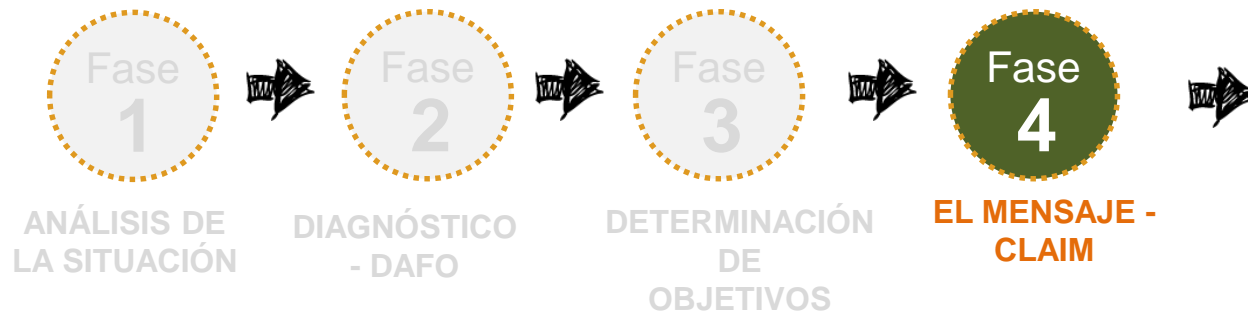 Fase
1
Fase
2
Fase
3
Fase
4
ANÁLISIS DE
LA SITUACIÓN
DIAGNÓSTICO
- DAFO
DETERMINACIÓN
DE
OBJETIVOS
EL MENSAJE -
CLAIM